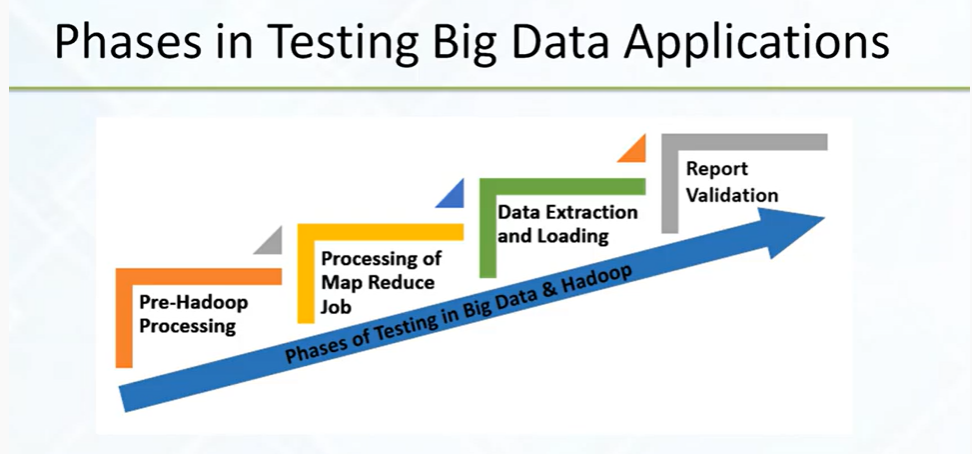 Phases in Testing Big Data Applications
Pre-Hadoop
Processing
Processing of
Map Reduce
Job
Data Extraction
and Loading
Report
Validation
Phases of Testing in Big Data & Hadoop